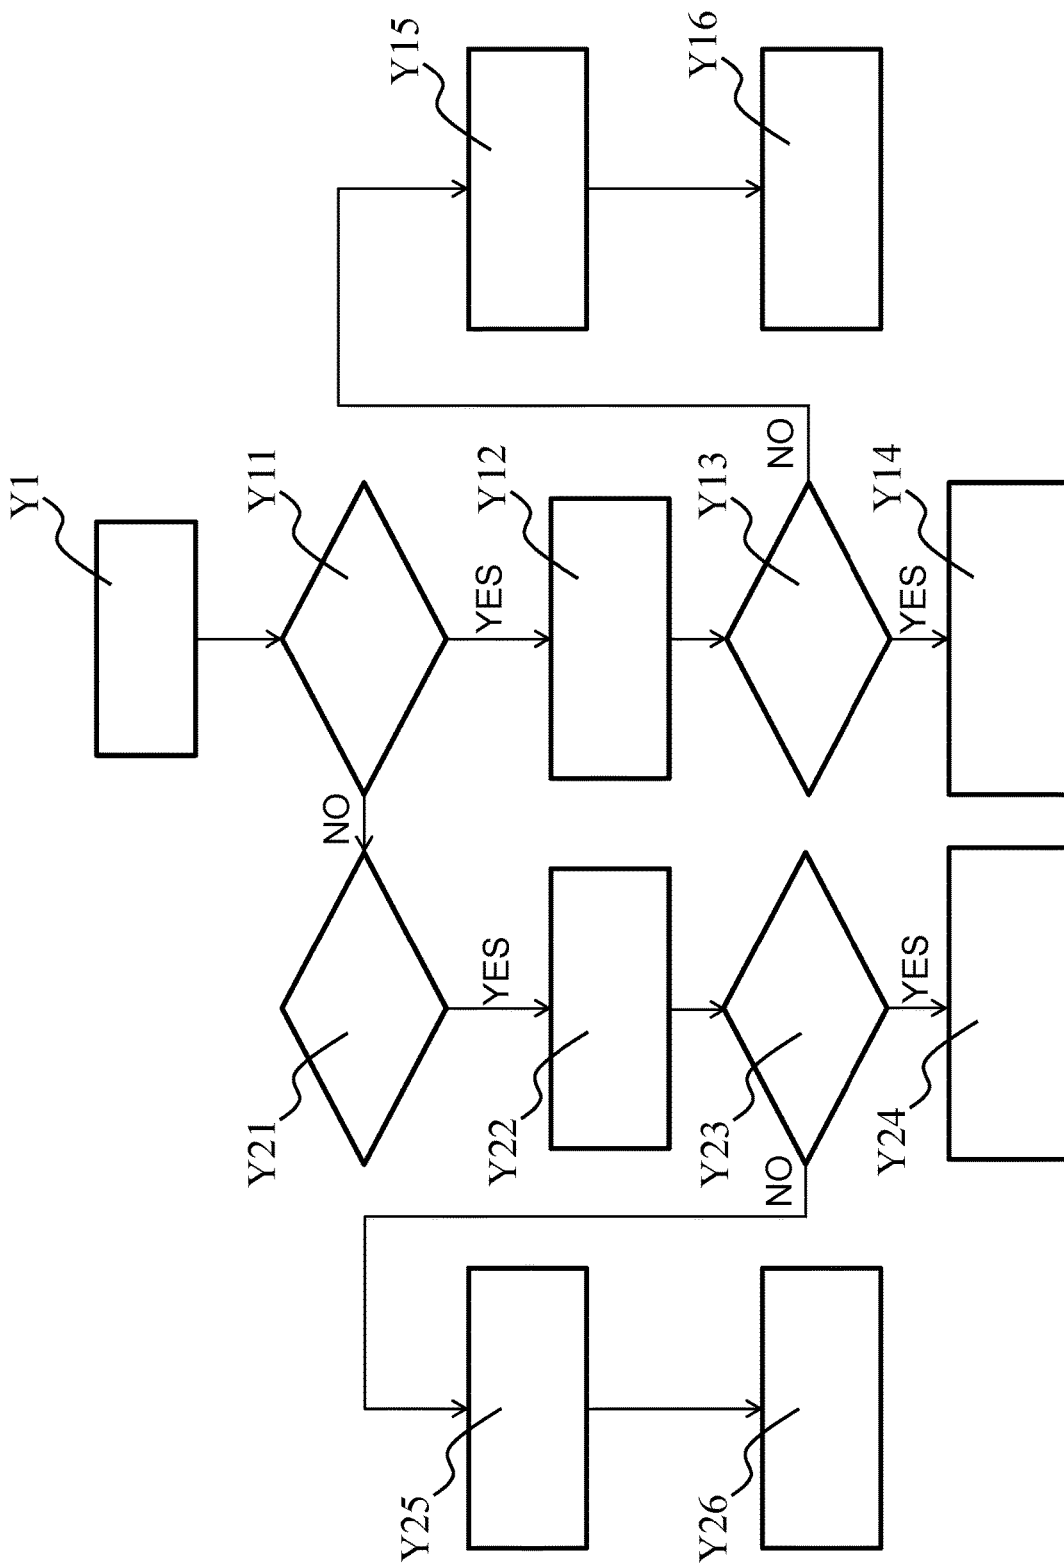 Y1
Y15
Y11
NO
Y21
YES
YES
Y12
Y22
Y25
Y16
Y13
NO
Y23
NO
Y26
YES
YES
Y14
Y24